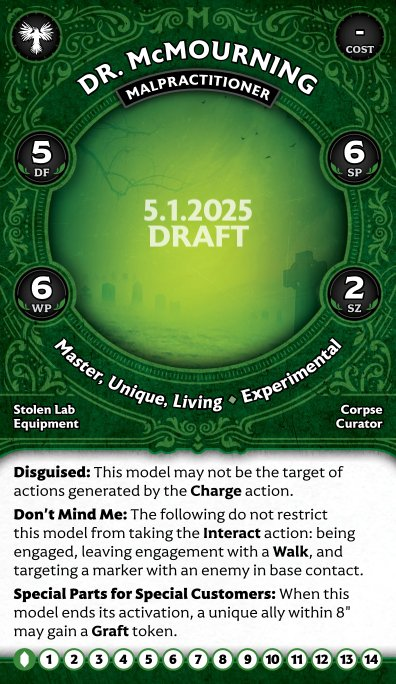 M
-
COST
DR. McMOURNING
MALPRACTITIONER
5
DF
6
SP
5.1.2025
DRAFT
6
WP
2
SZ
Master, Unique, Living ◆ Experimental
Stolen Lab
Equipment
Corpse
Curator
Disguised: This model may not be the target of
actions generated by the Charge action.
Don't Mind Me: The following do not restrict
this model from taking the Interact action: being
engaged, leaving engagement with a Walk, and
targeting a marker with an enemy in base contact.
Special Parts for Special Customers: When this
model ends its activation, a unique ally within 8"
may gain a Graft token.
1 2 3 4 5 6 7 8 9 10 11 12 13 14